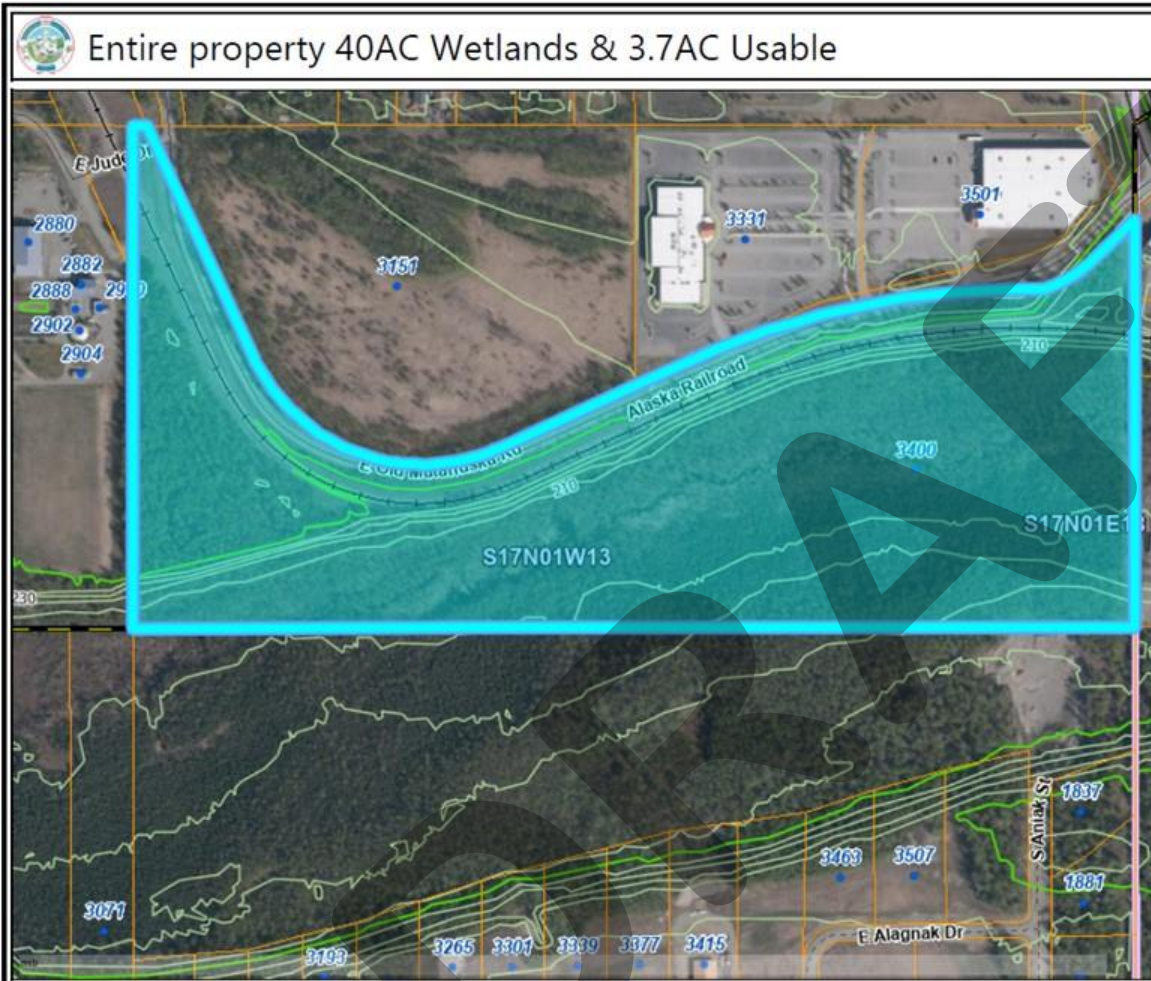 Entire property 40AC Wetlands & 3.7AC Usable
E Jude Dr
2880
3501
3331
2882
3151
2888
2902
2904
Alaska Railroad
E Old Matanuska Rd
210
3400
210
S17N01W13
S17N01E18
230
1837
S Aniak St
3463
3507
1881
3071
3193
3265
3301
3339
3377
3415
E Alagnak Dr
DRAFT